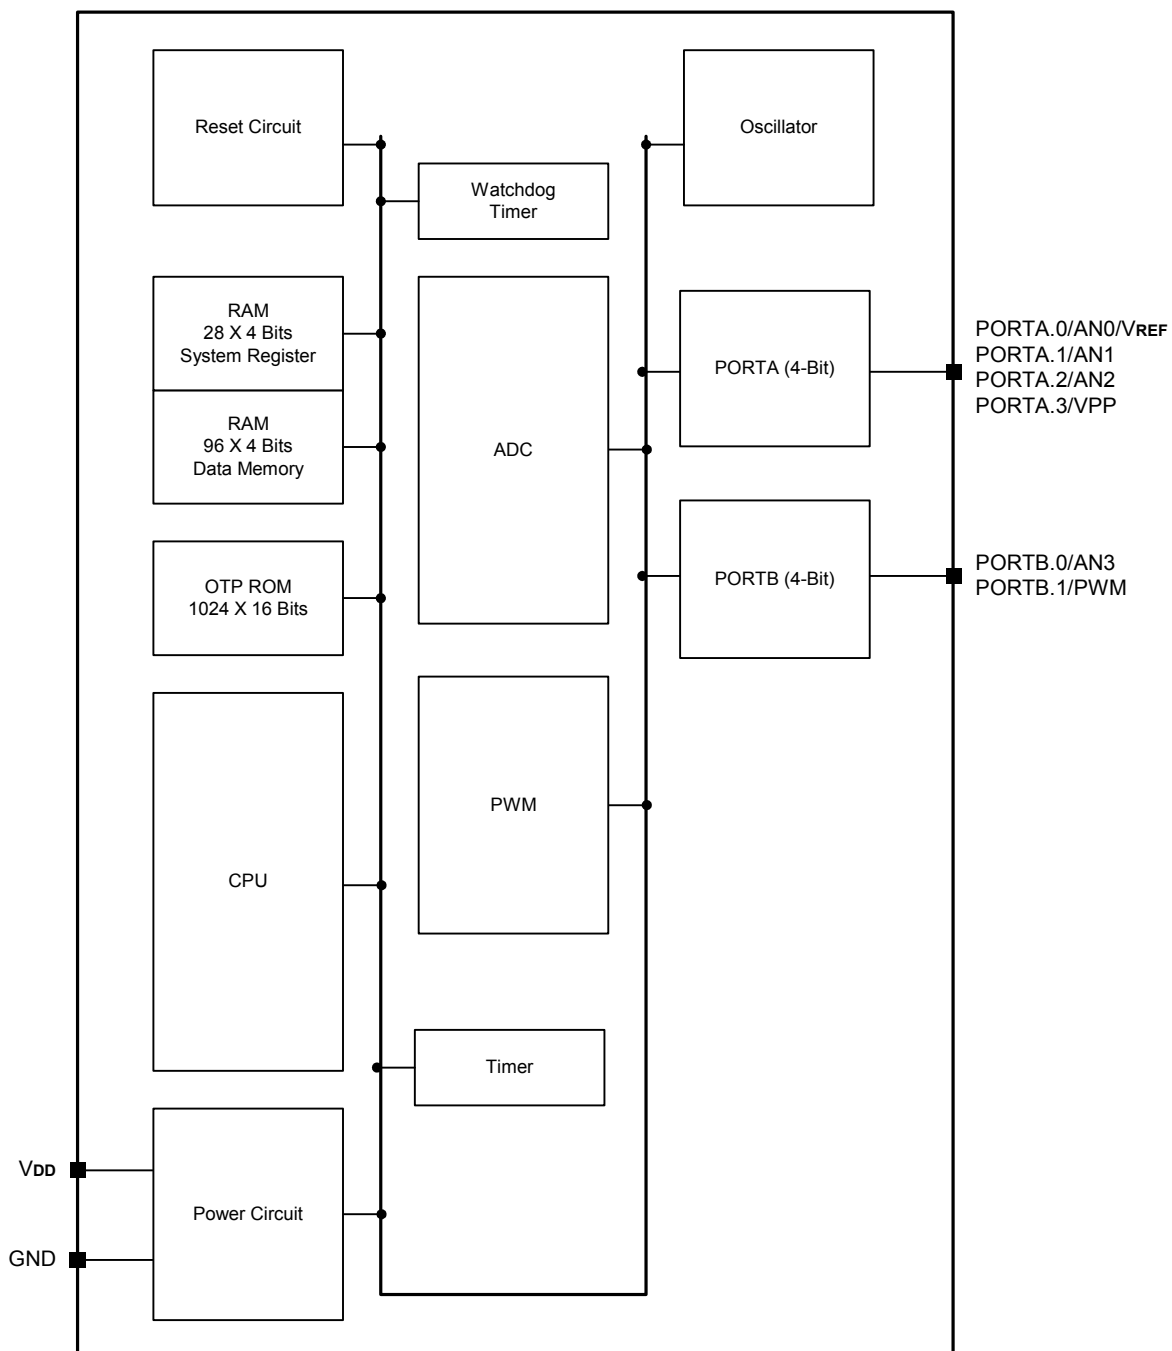 Reset Circuit
Oscillator
Watchdog
Timer
RAM
28 X 4 Bits
System Register
PORTA (4-Bit)
PORTA.0/AN0/VREF
PORTA.1/AN1
PORTA.2/AN2
PORTA.3/VPP
RAM
96 X 4 Bits
Data Memory
ADC
OTP ROM
1024 X 16 Bits
PORTB (4-Bit)
PORTB.0/AN3
PORTB.1/PWM
PWM
CPU
Timer
VDD
Power Circuit
GND